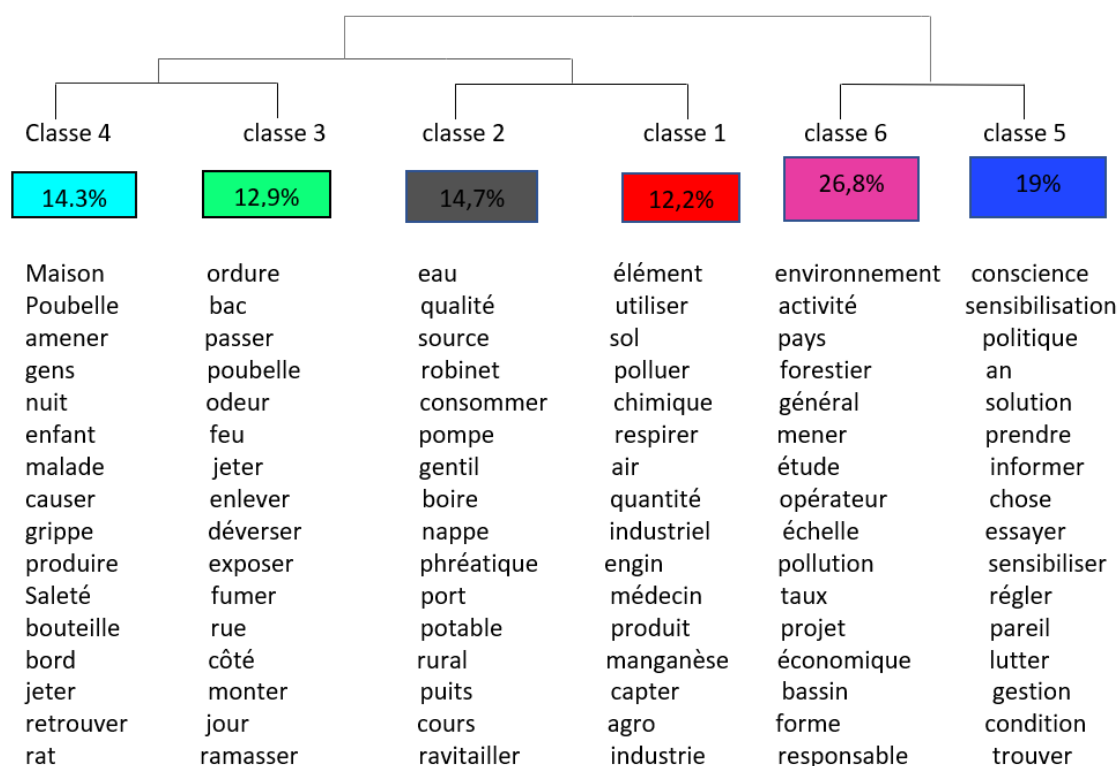 Classe 4 classe 3 classe 2 classe 1 classe 6 classe 5
14.3% 12,9% 14,7% 12,2% 26,8% 19%
Maison ordure eau élément environnement conscience
Poubelle bac qualité utiliser activité sensibilisation
amener passer source sol pays politique
gens poubelle robinet polluer forestier an
nuit odeur consommer chimique général solution
enfant feu pompe respirer mener prendre
malade jeter gentil air étude informer
causer enlever boire quantité opérateur chose
grippe déverser nappe industriel échelle essayer
produire exposer phréatique engin pollution sensibiliser
Saleté fumer port médecin taux régler
bouteille rue potable produit projet pareil
bord côté rural manganèse économique lutter
jeter monter puits capter bassin gestion
retrouver jour cours agro forme condition
rat ramasser ravitailler industrie responsable trouver